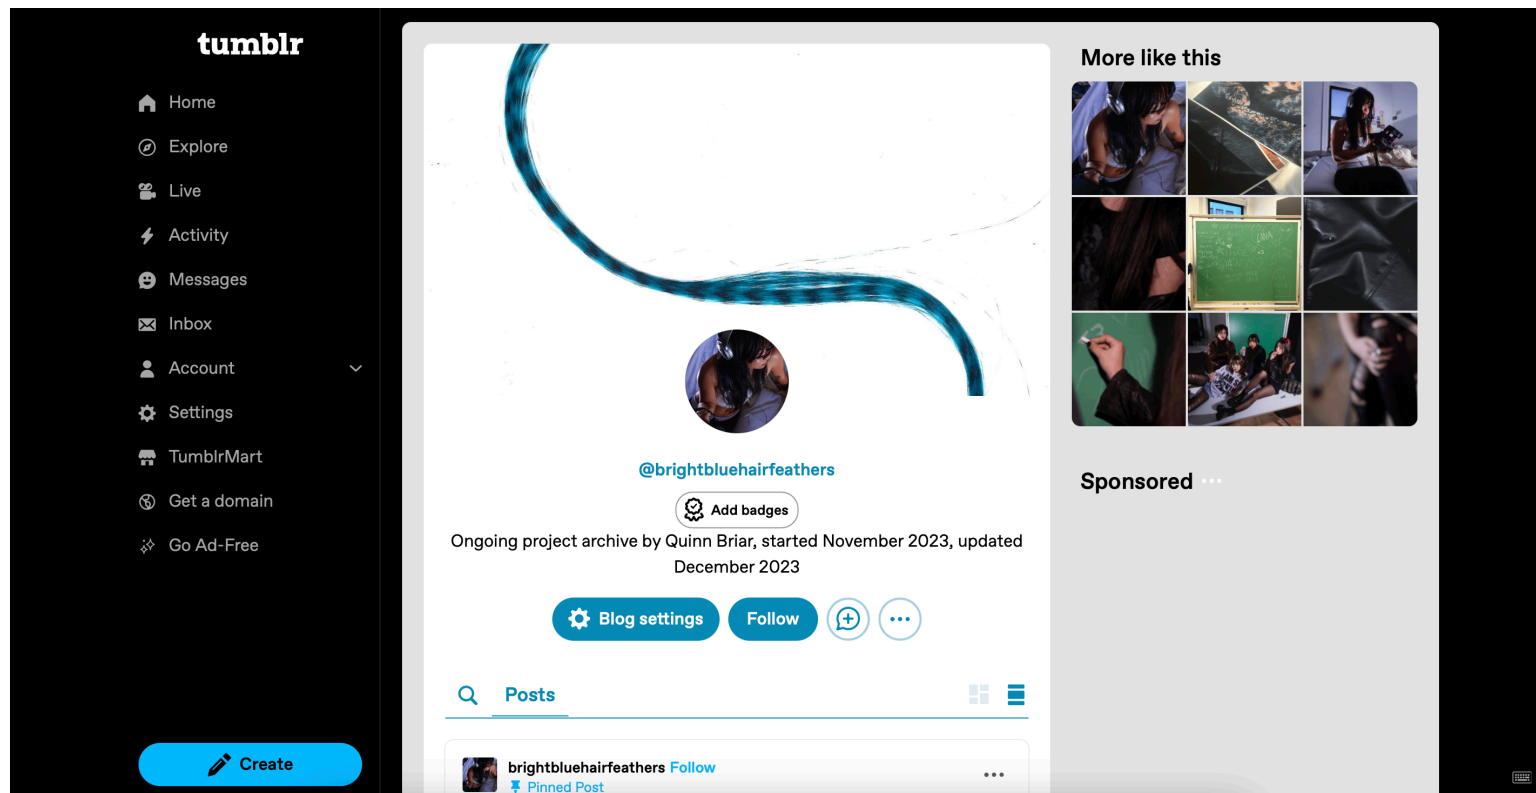 tumblr
Home
Explore
Live
Activity
Messages
Inbox
Account
Settings
TumblrMart
Get a domain
Go Ad-Free
Create
@brightbluehairfeathers
Add badges
Ongoing project archive by Quinn Briar, started November 2023, updated
December 2023
Blog settings
Follow
Posts
brightbluehairfeathers Follow
Pinned Post
More like this
Sponsored